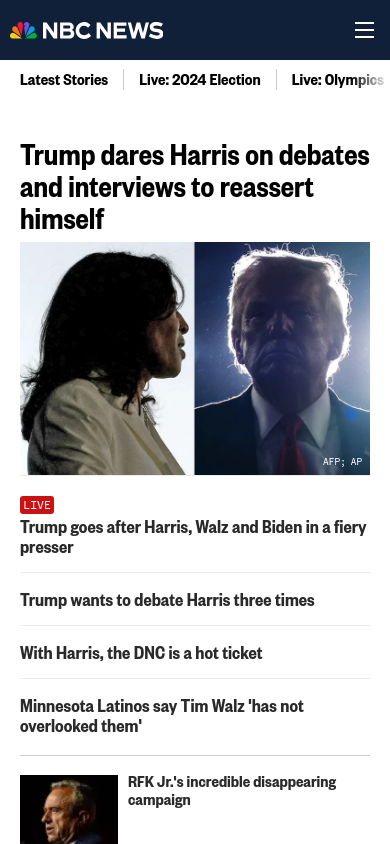 NBC NEWS
Latest Stories
Live: 2024 Election
Live: Olympics
Trump dares Harris on debates
and interviews to reassert
himself
AFP; AP
LIVE
Trump goes after Harris, Walz and Biden in a fiery
presser
Trump wants to debate Harris three times
With Harris, the DNC is a hot ticket
Minnesota Latinos say Tim Walz 'has not
overlooked them'
RFK Jr.'s incredible disappearing
campaign